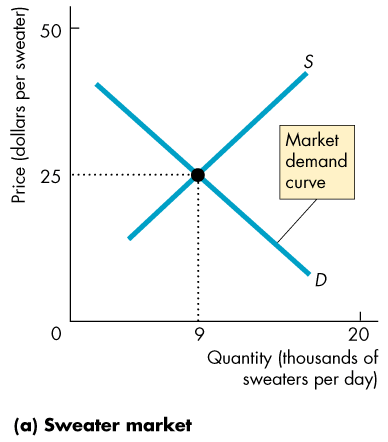 Price (dollars per sweater)
50
S
Market
demand
curve
25
D
0
9
20
Quantity (thousands of
sweaters per day)
(a) Sweater market